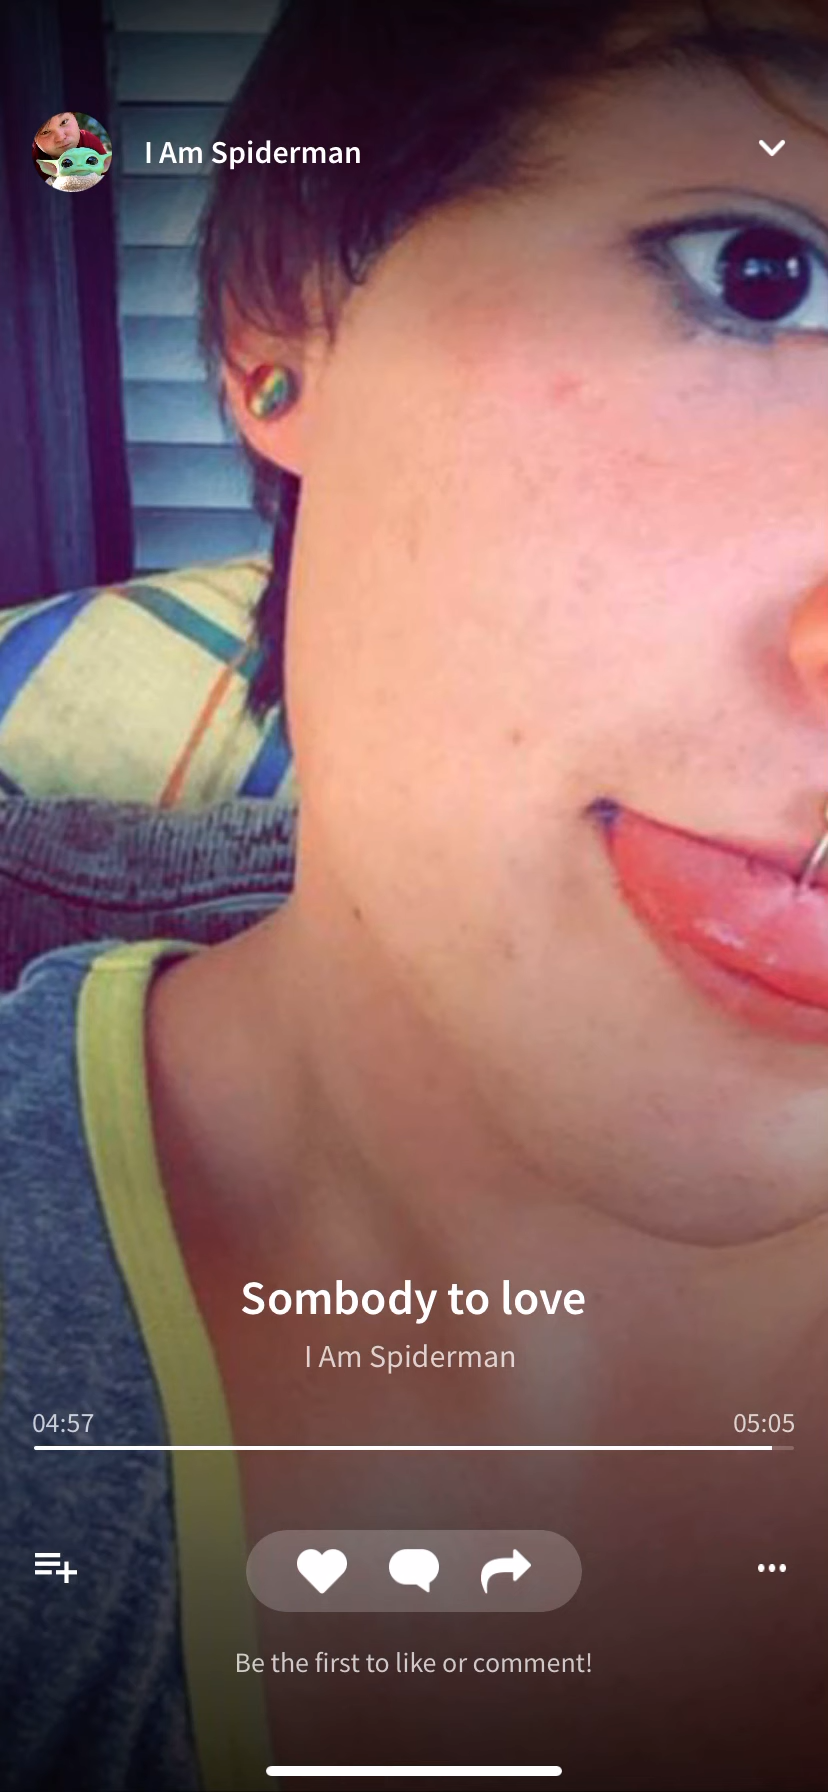 I Am Spiderman
Sombody to love
I Am Spiderman
04:57
05:05
Be the first to like or comment!